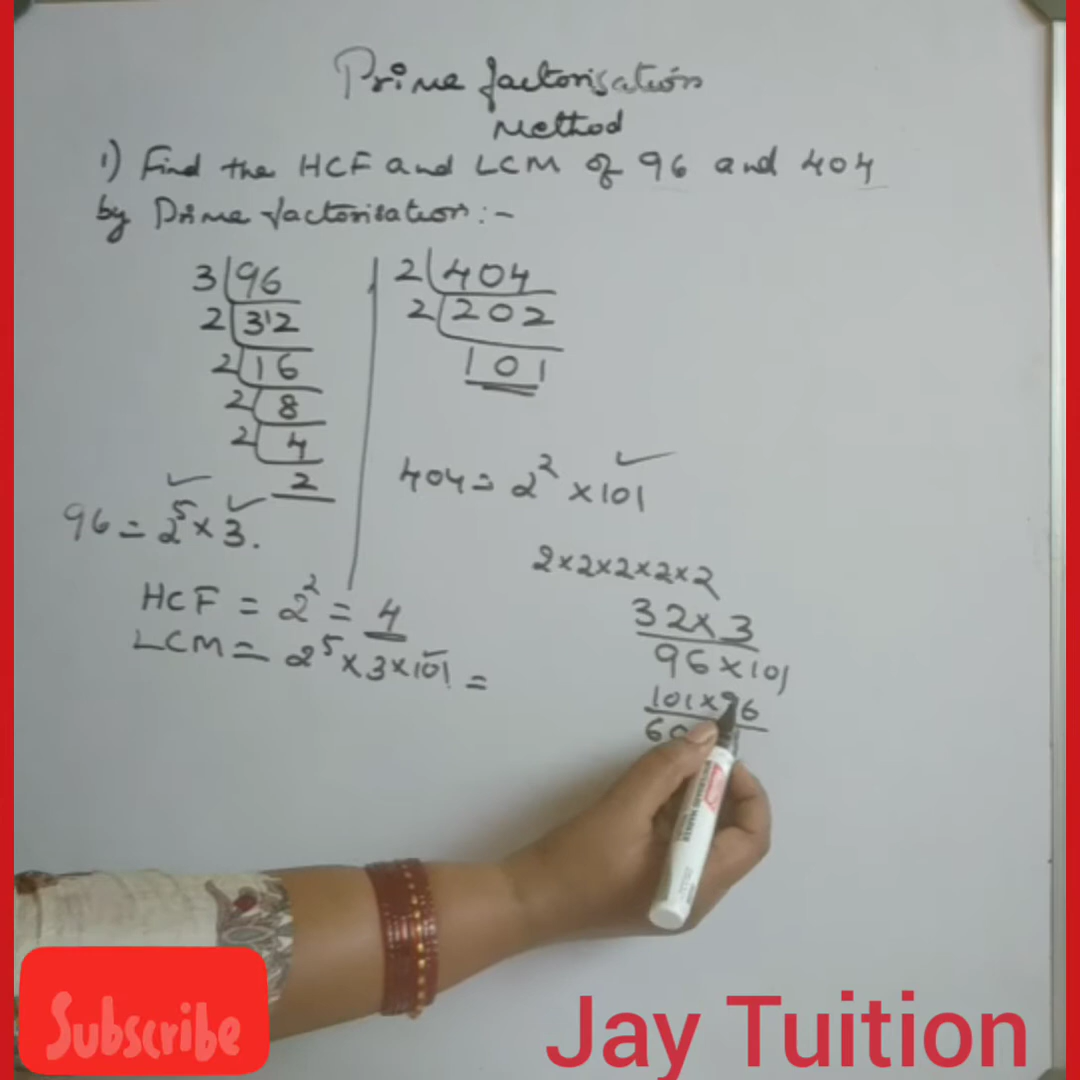 Prime factorisation
Method
1) Find the HCF and LCM of 96 and 404
by Prime factorisation:-
3 96
2 312
2 16
2 8
2 4
2
2 404
2 202
101
96 = 2⁵ × 3.
404 = 2² × 101
HCF = 2² = 4
LCM = 2⁵ × 3 × 101 =
2×2×2×2×2
32×3
96×101
101×96
Subscribe
Jay Tuition